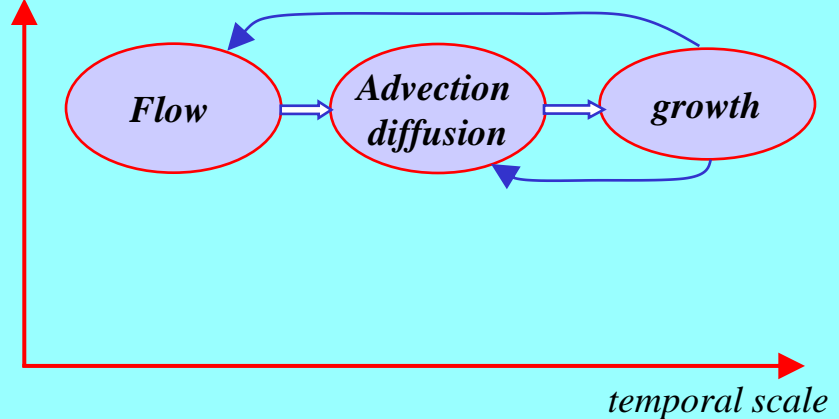 Flow
Advection
diffusion
growth
temporal scale